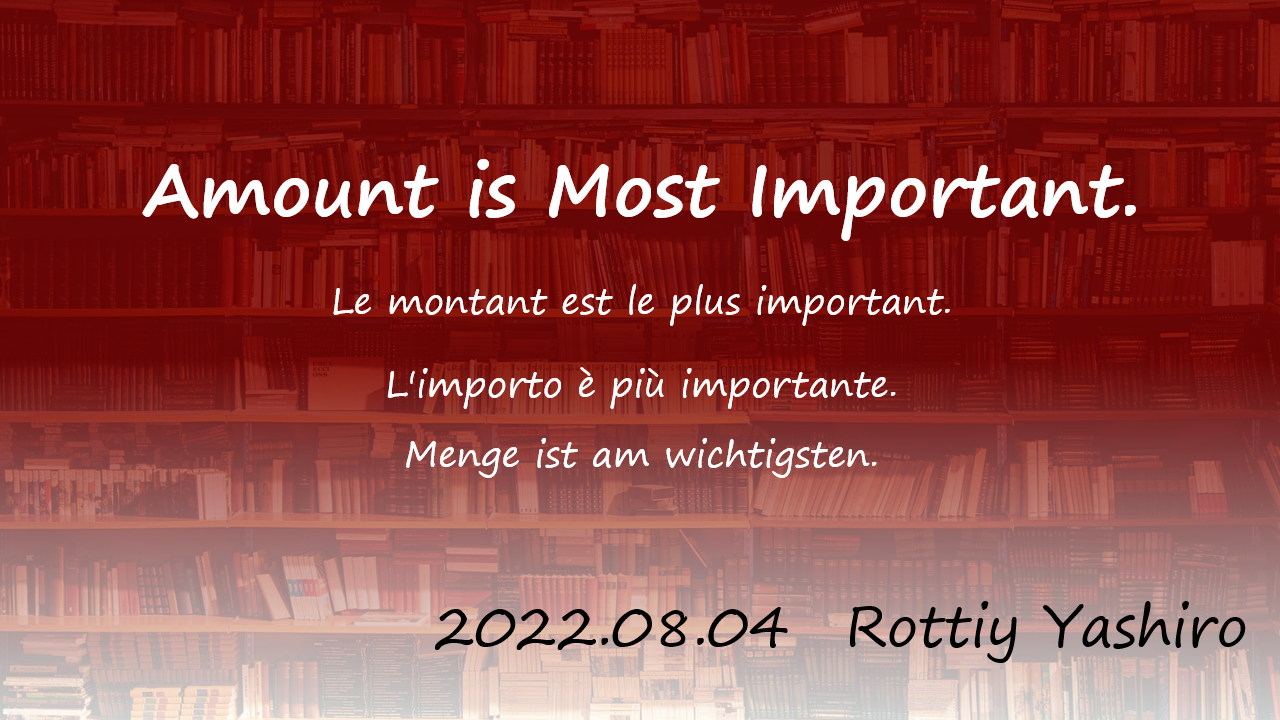 Amount is Most Important.
Le montant est le plus important.
L'importo è più importante.
Menge ist am wichtigsten.
2022.08.04 Rottiy Yashiro